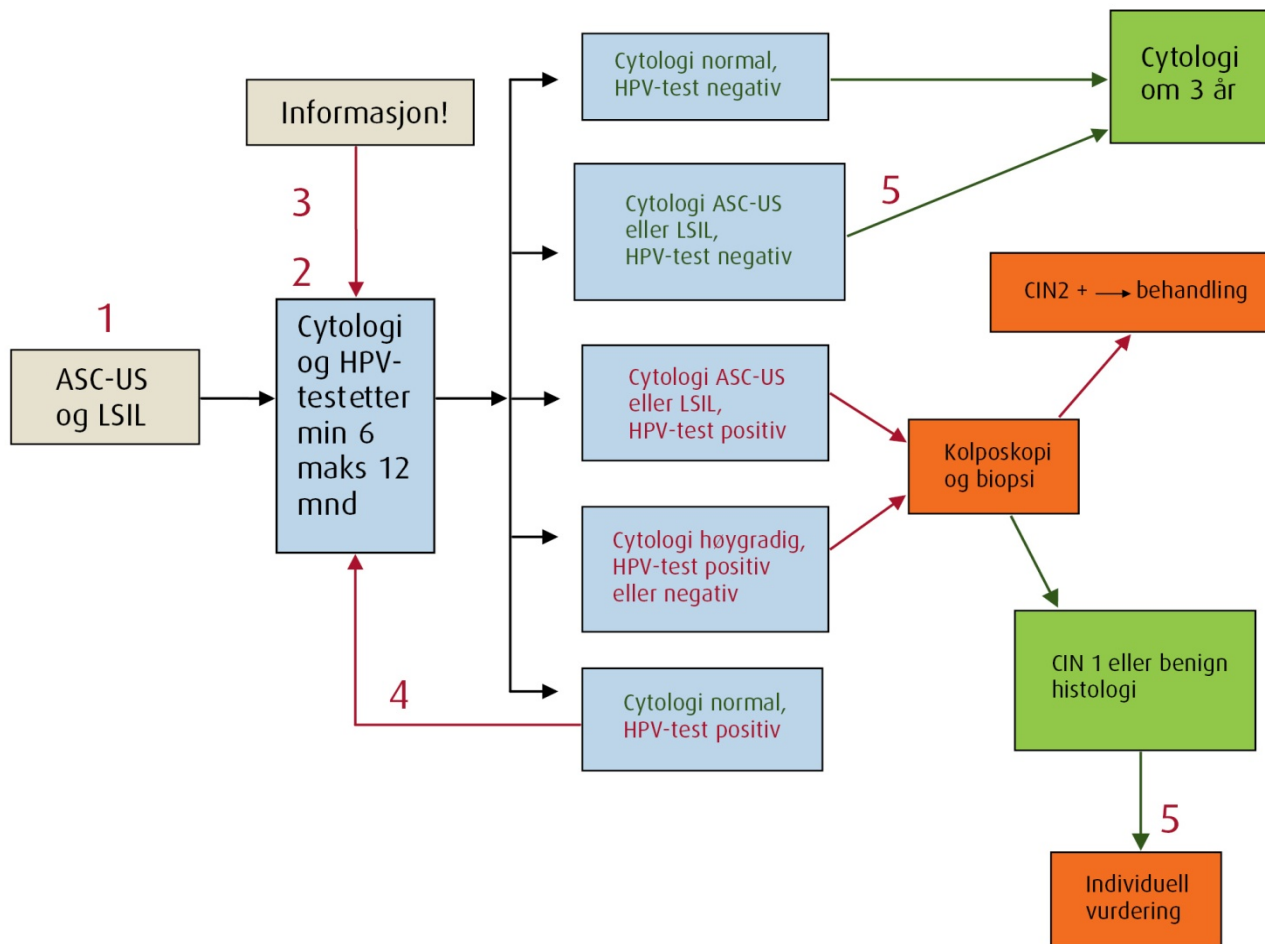 Informasjon!
3
2
1
ASC-US
og LSIL
Cytologi
og HPV-
testetter
min 6
maks 12
mnd
4
Cytologi normal,
HPV-test negativ
Cytologi ASC-US
eller LSIL,
HPV-test negativ
Cytologi ASC-US
eller LSIL,
HPV-test positiv
Cytologi høygradig,
HPV-test positiv
eller negativ
Cytologi normal,
HPV-test positiv
5
Cytologi
om 3 år
Kolposkopi
og biopsi
CIN2 + → behandling
CIN 1 eller benign
histologi
5
Individuell
vurdering